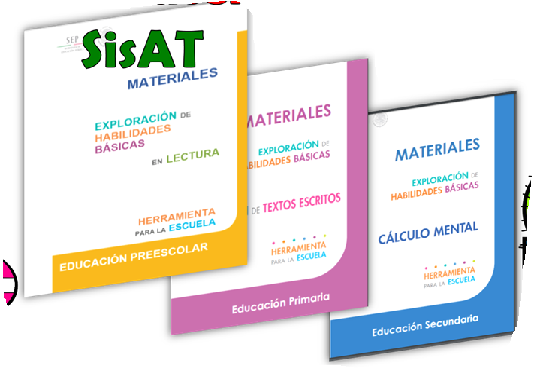 SEP
SisAT
MATERIALES
EXPLORACIÓN DE
HABILIDADES
BÁSICAS
EN LECTURA
HERRAMIENTA
PARA LA ESCUELA
EDUCACIÓN PREESCOLAR
MATERIALES
EXPLORACIÓN DE
HABILIDADES BÁSICAS
DE TEXTOS ESCRITOS
HERRAMIENTA
PARA LA ESCUELA
Educación Primaria
MATERIALES
EXPLORACIÓN DE
HABILIDADES BÁSICAS
CÁLCULO MENTAL
HERRAMIENTA
PARA LA ESCUELA
Educación Secundaria